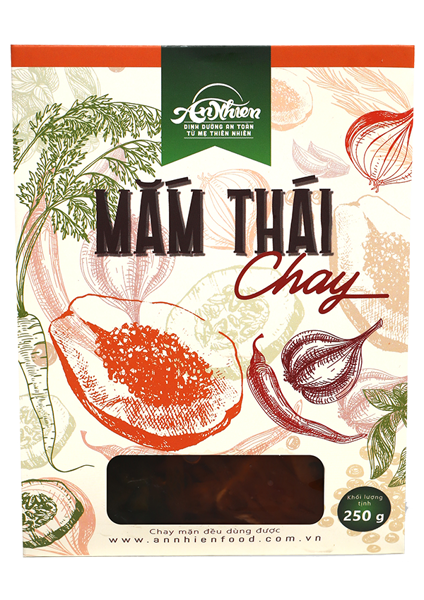 An Nhiên
DINH DƯỠNG AN TOÀN
TỪ MẸ THIÊN NHIÊN
MẮM THÁI
Chay
Khối lượng
tịnh
250 g
Chay mặn đều dùng được
www.annhienfood.com.vn